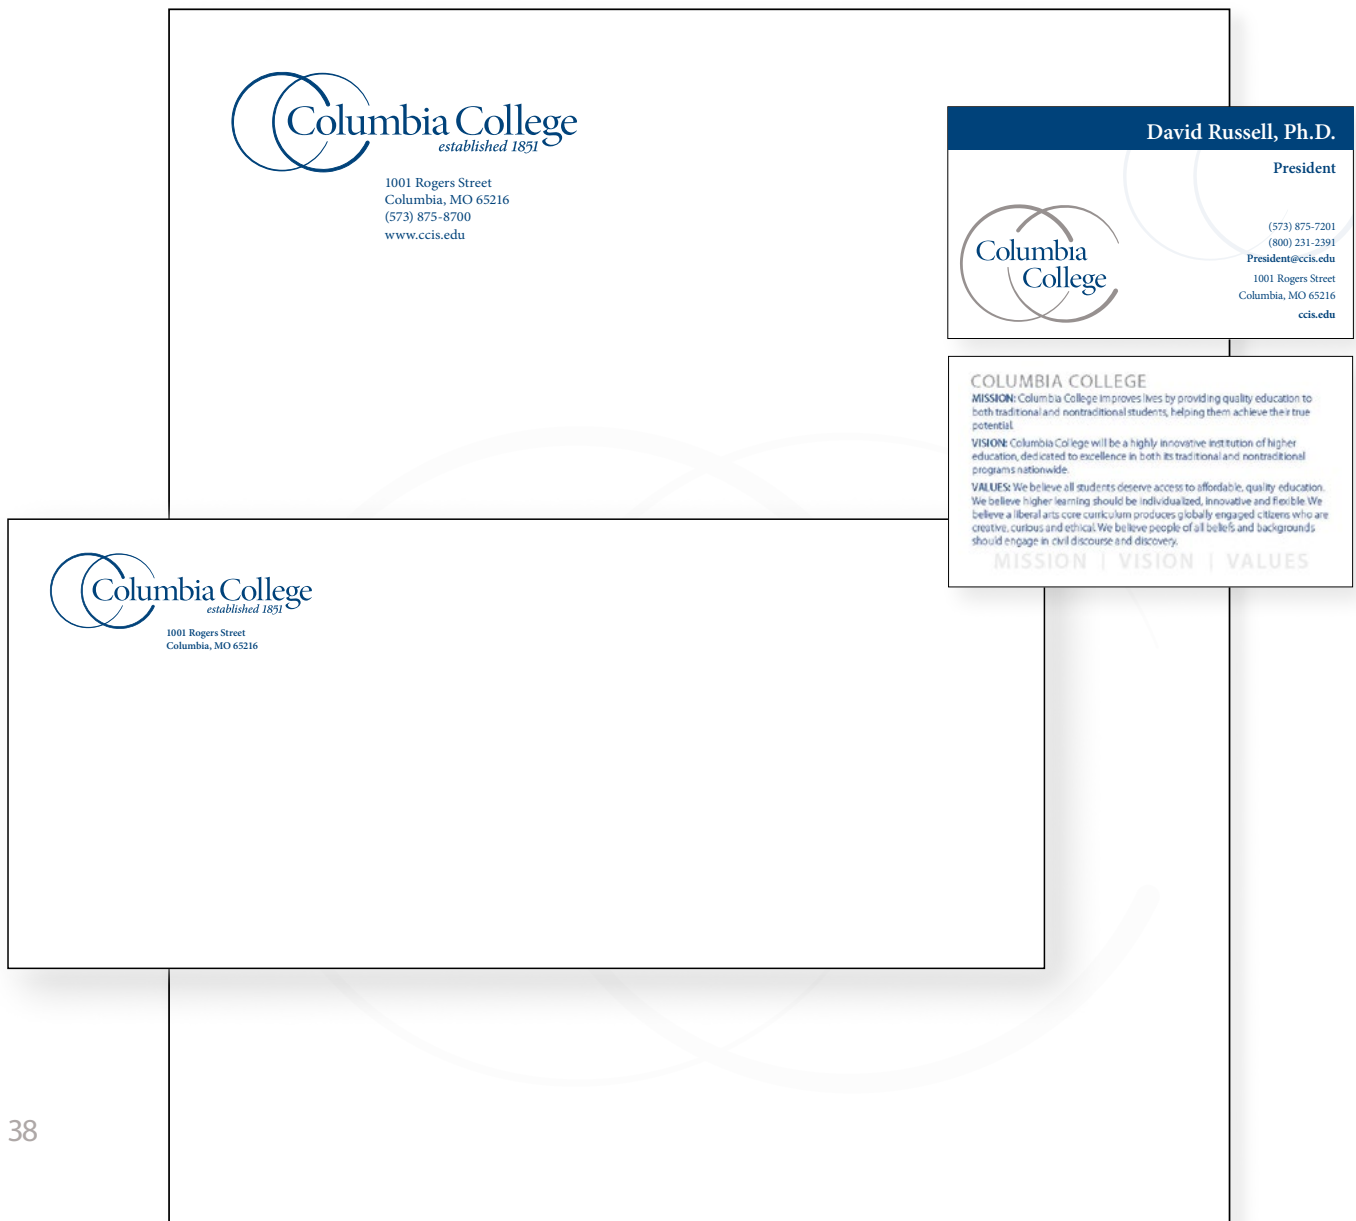 Columbia College
established 1851
1001 Rogers Street
Columbia, MO 65216
(573) 875-8700
www.ccis.edu
David Russell, Ph.D.
President
(573) 875-7201
(800) 231-2391
President@ccis.edu
1001 Rogers Street
Columbia, MO 65216
ccis.edu
Columbia
College
COLUMBIA COLLEGE
MISSION: Columbia College improves lives by providing quality education to
both traditional and nontraditional students, helping them achieve their true
potential.
VISION: Columbia College will be a highly innovative institution of higher
education, dedicated to excellence in both its traditional and nontraditional
programs nationwide.
VALUES: We believe all students deserve access to affordable, quality education.
We believe higher learning should be individualized, innovative and flexible. We
believe a liberal arts core curriculum produces globally engaged citizens who are
creative, curious and ethical. We believe people of all beliefs and backgrounds
should engage in civil discourse and discovery.
MISSION | VISION | VALUES
Columbia College
established 1851
1001 Rogers Street
Columbia, MO 65216
38